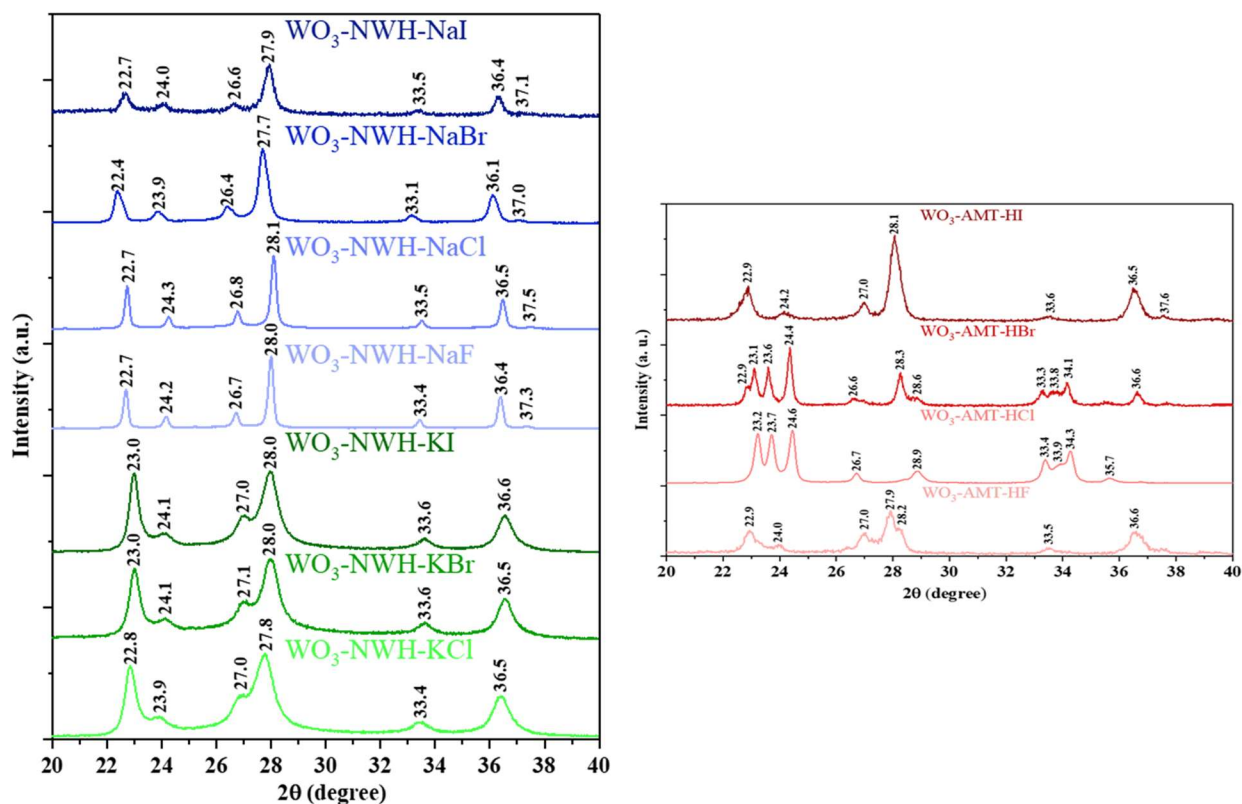 WO3-NWH-NaI
22.7 24.0 26.6 27.9 33.5 36.4 37.1
WO3-NWH-NaBr
22.4 23.9 26.4 27.7 33.1 36.1 37.0
WO3-NWH-NaCl
22.7 24.3 26.8 28.1 33.5 36.5 37.5
WO3-NWH-NaF
22.7 24.2 26.7 28.0 33.4 36.4 37.3
WO3-NWH-KI
23.0 24.1 27.0 28.0 33.6 36.6
WO3-NWH-KBr
23.0 24.1 27.1 28.0 33.6 36.5
WO3-NWH-KCl
22.8 23.9 27.0 27.8 33.4 36.5
Intensity (a.u.)
20 22 24 26 28 30 32 34 36 38 40
2θ (degree)
WO3-AMT-HI
22.9 24.2 27.0 28.1 33.6 36.5 37.6
WO3-AMT-HBr
22.9 23.1 23.6 24.4 26.6 28.3 28.6 33.3 33.8 34.1 36.6
WO3-AMT-HCl
23.2 23.7 24.6 26.7 28.9 33.4 33.9 34.3 35.7
WO3-AMT-HF
22.9 24.0 27.0 27.9 28.2 33.5 36.6
Intensity (a. u.)
20 22 24 26 28 30 32 34 36 38 40
2θ (degree)